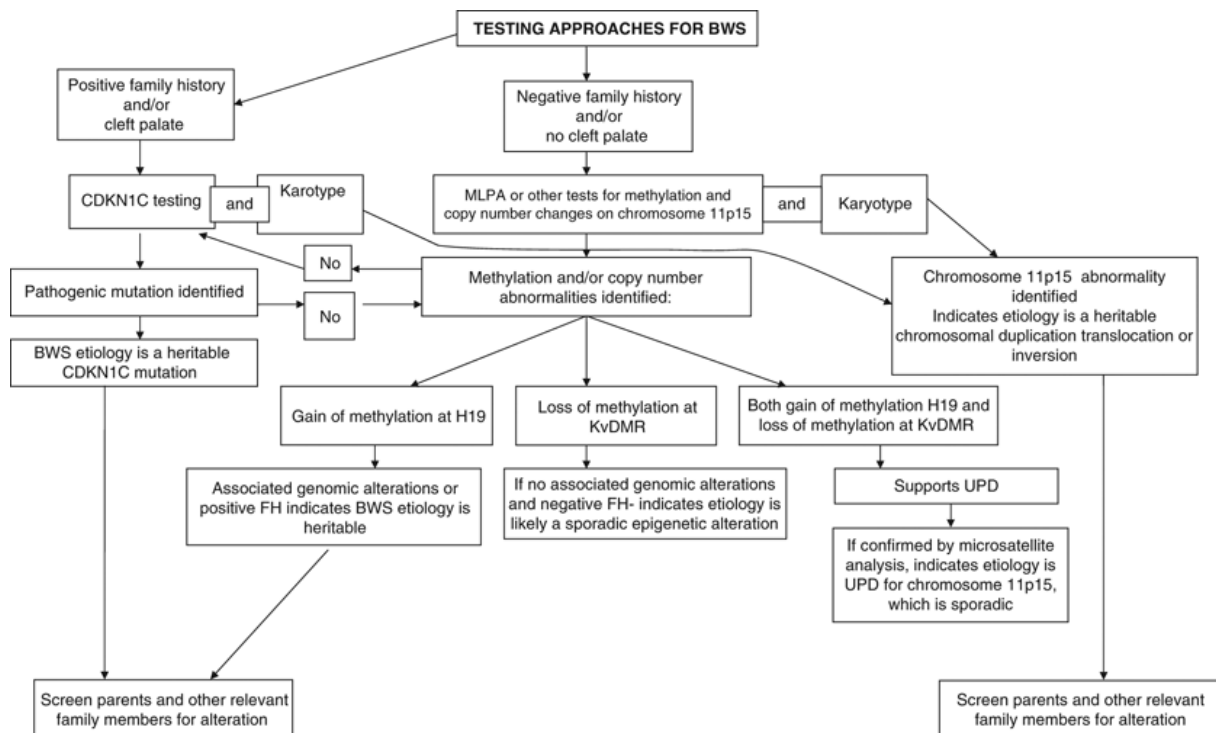 TESTING APPROACHES FOR BWS
Positive family history
and/or
cleft palate
Negative family history
and/or
no cleft palate
CDKN1C testing
and
Karotype
MLPA or other tests for methylation and
copy number changes on chromosome 11p15
and
Karyotype
No
Pathogenic mutation identified
No
Methylation and/or copy number
abnormalities identified:
Chromosome 11p15 abnormality
identified
Indicates etiology is a heritable
chromosomal duplication translocation or
inversion
BWS etiology is a heritable
CDKN1C mutation
Gain of methylation at H19
Loss of methylation at
KvDMR
Both gain of methylation H19 and
loss of methylation at KvDMR
Associated genomic alterations or
positive FH indicates BWS etiology is
heritable
If no associated genomic alterations
and negative FH- indicates etiology is
likely a sporadic epigenetic alteration
Supports UPD
If confirmed by microsatellite
analysis, indicates etiology is
UPD for chromosome 11p15,
which is sporadic
Screen parents and other relevant
family members for alteration
Screen parents and other relevant
family members for alteration